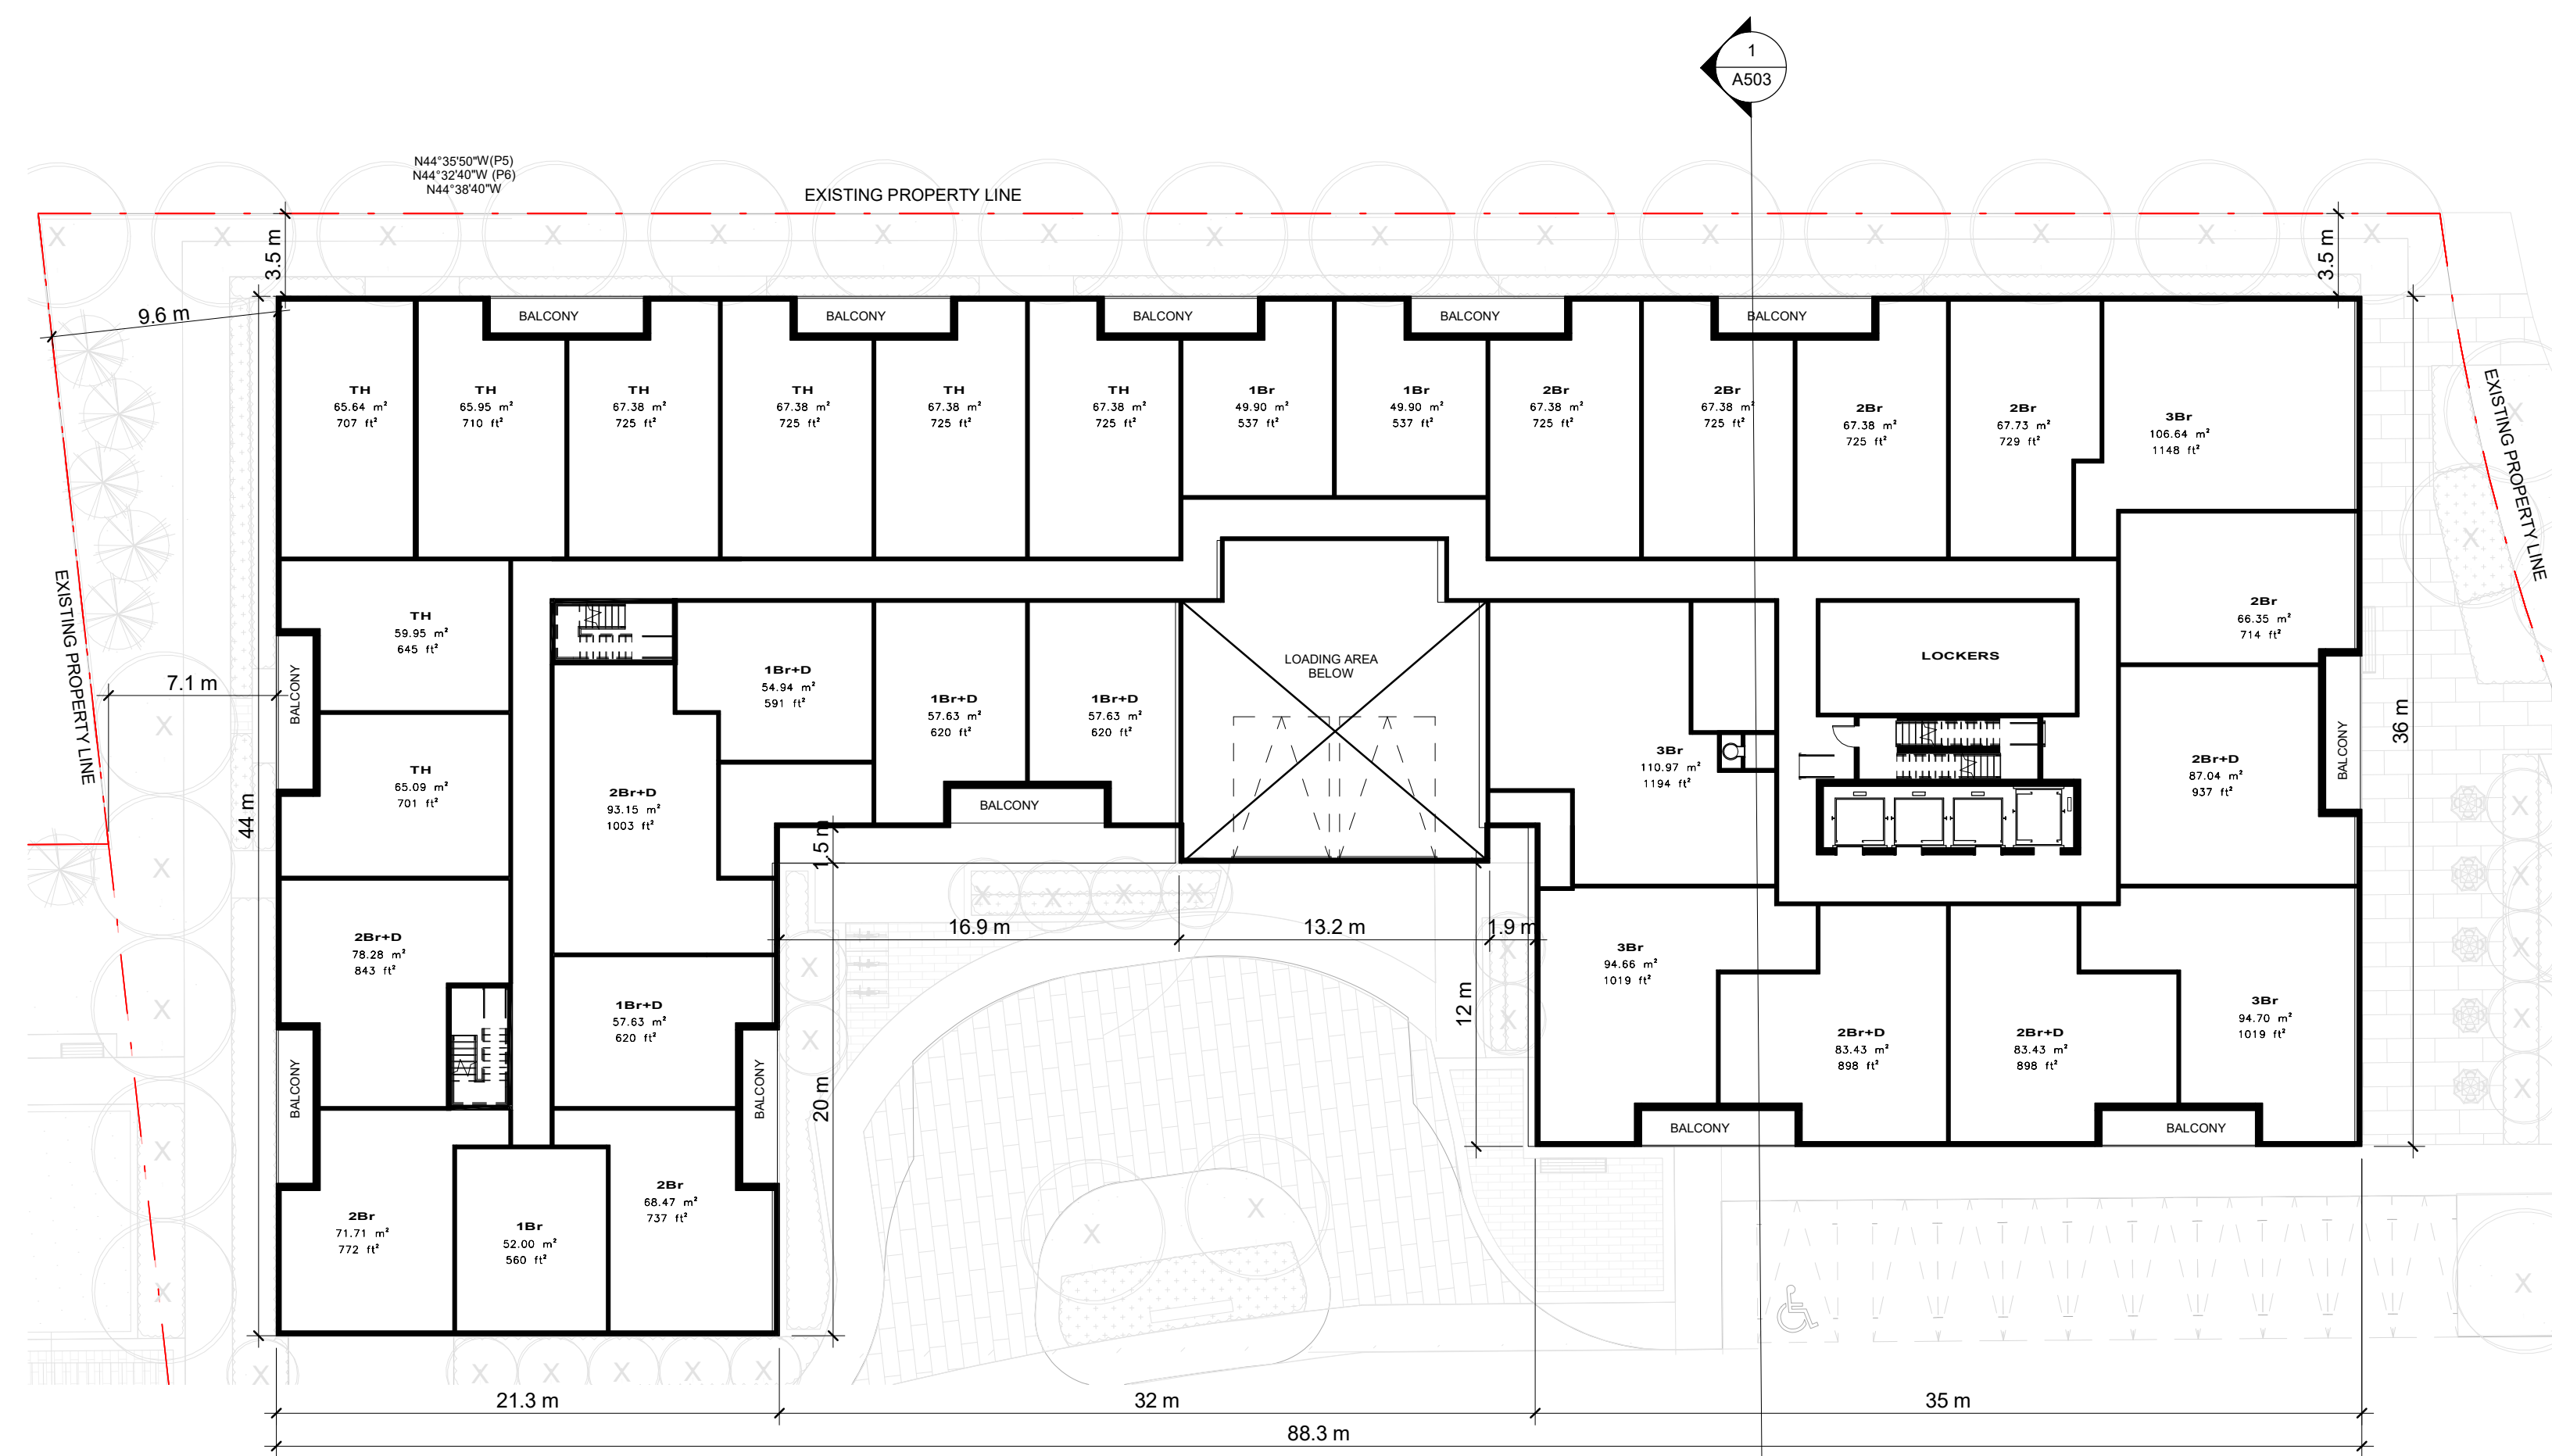 1
A503
N44°35'50"W(P5)
N44°32'40"W (P6)
N44°38'40"W
EXISTING PROPERTY LINE
3.5 m
3.5 m
9.6 m
BALCONY
BALCONY
BALCONY
BALCONY
BALCONY
TH
65.64 m²
707 ft²
TH
65.95 m²
710 ft²
TH
67.38 m²
725 ft²
TH
67.38 m²
725 ft²
TH
67.38 m²
725 ft²
TH
67.38 m²
725 ft²
1Br
49.90 m²
537 ft²
1Br
49.90 m²
537 ft²
2Br
67.38 m²
725 ft²
2Br
67.38 m²
725 ft²
2Br
67.38 m²
725 ft²
2Br
67.73 m²
729 ft²
3Br
106.64 m²
1148 ft²
EXISTING PROPERTY LINE
EXISTING PROPERTY LINE
TH
59.95 m²
645 ft²
2Br
66.35 m²
714 ft²
LOADING AREA
BELOW
LOCKERS
7.1 m
BALCONY
1Br+D
54.94 m²
591 ft²
1Br+D
57.63 m²
620 ft²
1Br+D
57.63 m²
620 ft²
3Br
110.97 m²
1194 ft²
2Br+D
87.04 m²
937 ft²
BALCONY
36 m
TH
65.09 m²
701 ft²
2Br+D
93.15 m²
1003 ft²
BALCONY
44 m
1.5 m
16.9 m
13.2 m
1.9 m
2Br+D
78.28 m²
843 ft²
3Br
94.66 m²
1019 ft²
12 m
1Br+D
57.63 m²
620 ft²
2Br+D
83.43 m²
898 ft²
2Br+D
83.43 m²
898 ft²
3Br
94.70 m²
1019 ft²
BALCONY
BALCONY
20 m
BALCONY
BALCONY
2Br
71.71 m²
772 ft²
1Br
52.00 m²
560 ft²
2Br
68.47 m²
737 ft²
21.3 m
32 m
35 m
88.3 m